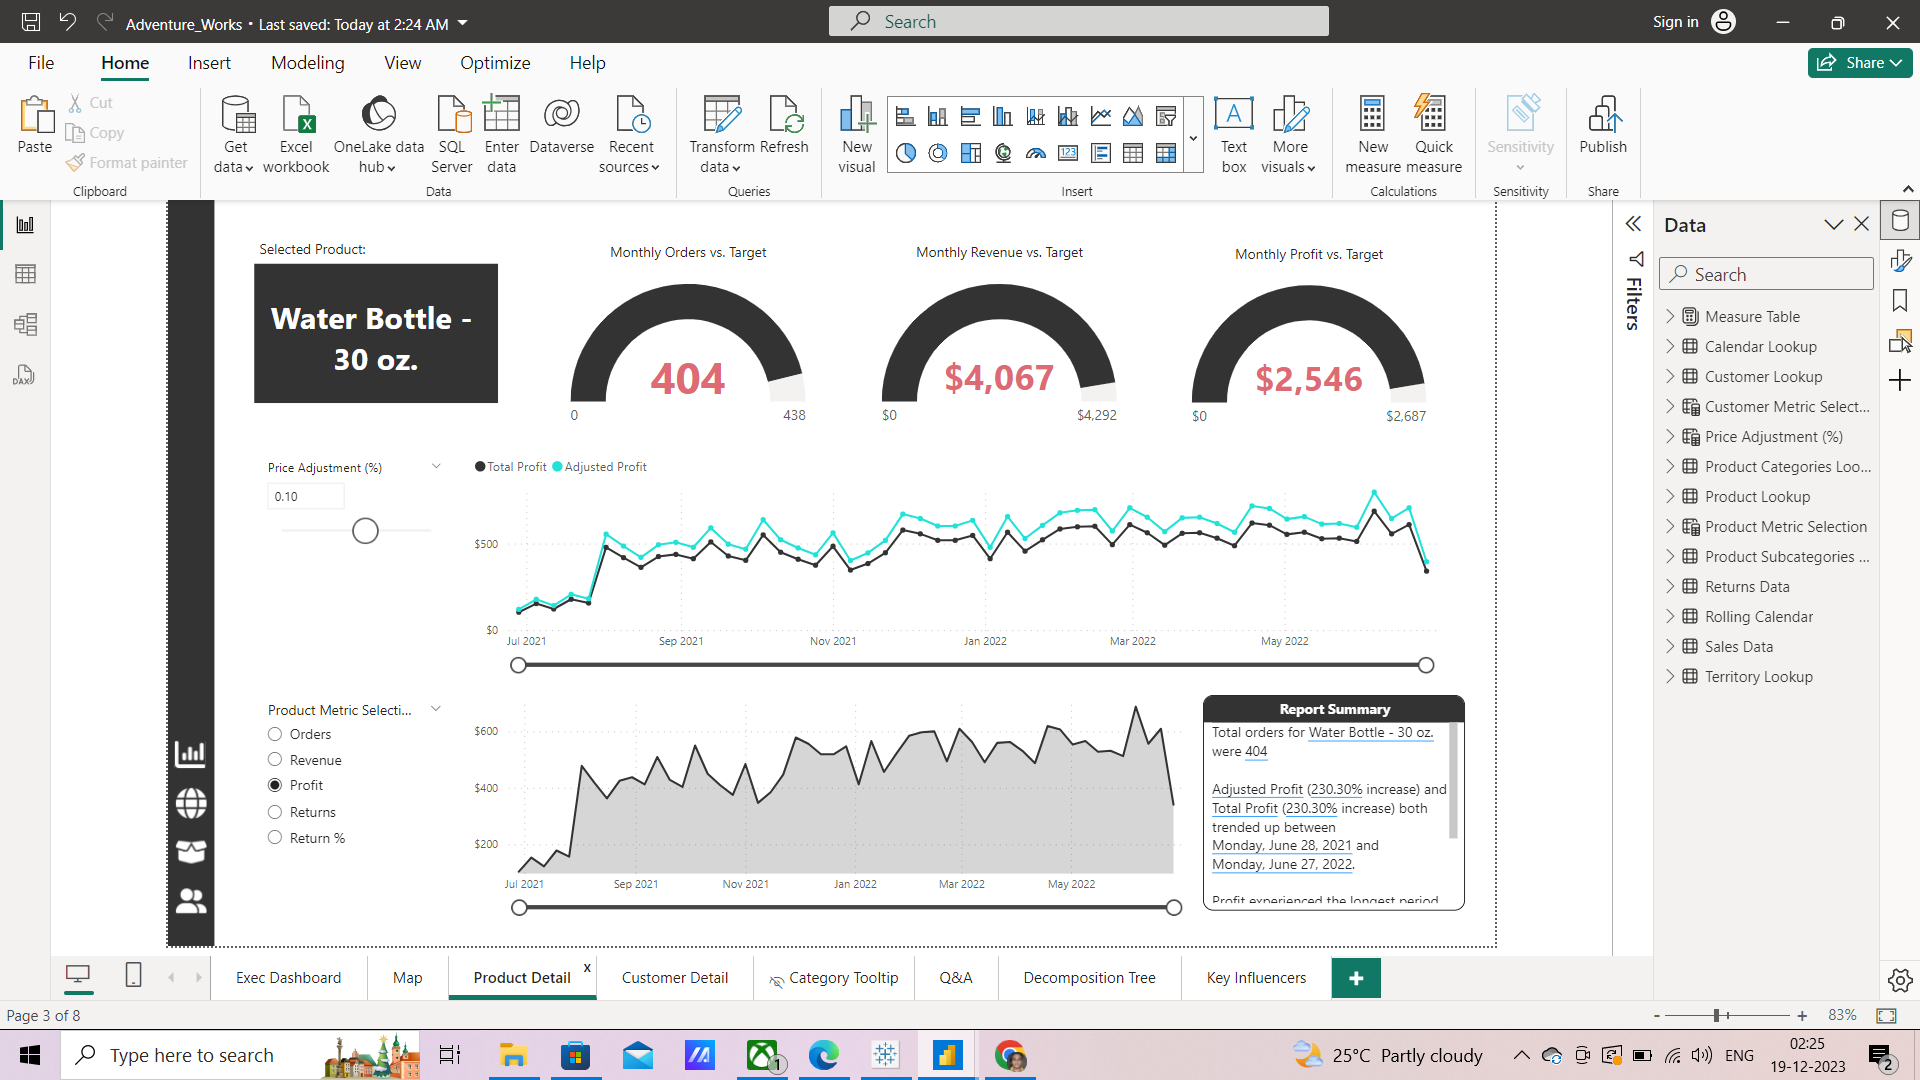 Adventure_Works • Last saved: Today at 2:24 AM
Search
Sign in
File
Home
Insert
Modeling
View
Optimize
Help
Share
Paste
Cut
Copy
Format painter
Clipboard
Get data
Excel workbook
OneLake data hub
SQL Server
Enter data
Dataverse
Recent sources
Data
Transform data
Refresh
Queries
New visual
A
123
Text box
More visuals
Insert
New measure
Quick measure
Calculations
Sensitivity
Sensitivity
Publish
Share
DAX
Selected Product:
Water Bottle -
30 oz.
Monthly Orders vs. Target
404
0
438
Monthly Revenue vs. Target
$4,067
$0
$4,292
Monthly Profit vs. Target
$2,546
$0
$2,687
Price Adjustment (%)
0.10
Total Profit
Adjusted Profit
$500
$0
Jul 2021
Sep 2021
Nov 2021
Jan 2022
Mar 2022
May 2022
Product Metric Selecti...
Orders
Revenue
Profit
Returns
Return %
$600
$400
$200
Jul 2021
Sep 2021
Nov 2021
Jan 2022
Mar 2022
May 2022
Report Summary
Total orders for Water Bottle - 30 oz.
were 404
Adjusted Profit (230.30% increase) and
Total Profit (230.30% increase) both
trended up between
Monday, June 28, 2021 and
Monday, June 27, 2022.
Profit experienced the longest period
Filters
Data
Search
Measure Table
Calendar Lookup
Customer Lookup
Customer Metric Select...
Price Adjustment (%)
Product Categories Loo...
Product Lookup
Product Metric Selection
Product Subcategories ...
Returns Data
Rolling Calendar
Sales Data
Territory Lookup
Exec Dashboard
Map
Product Detail
x
Customer Detail
Category Tooltip
Q&A
Decomposition Tree
Key Influencers
+
Page 3 of 8
-
+
83%
Type here to search
1
25°C Partly cloudy
ENG
02:25
19-12-2023
2